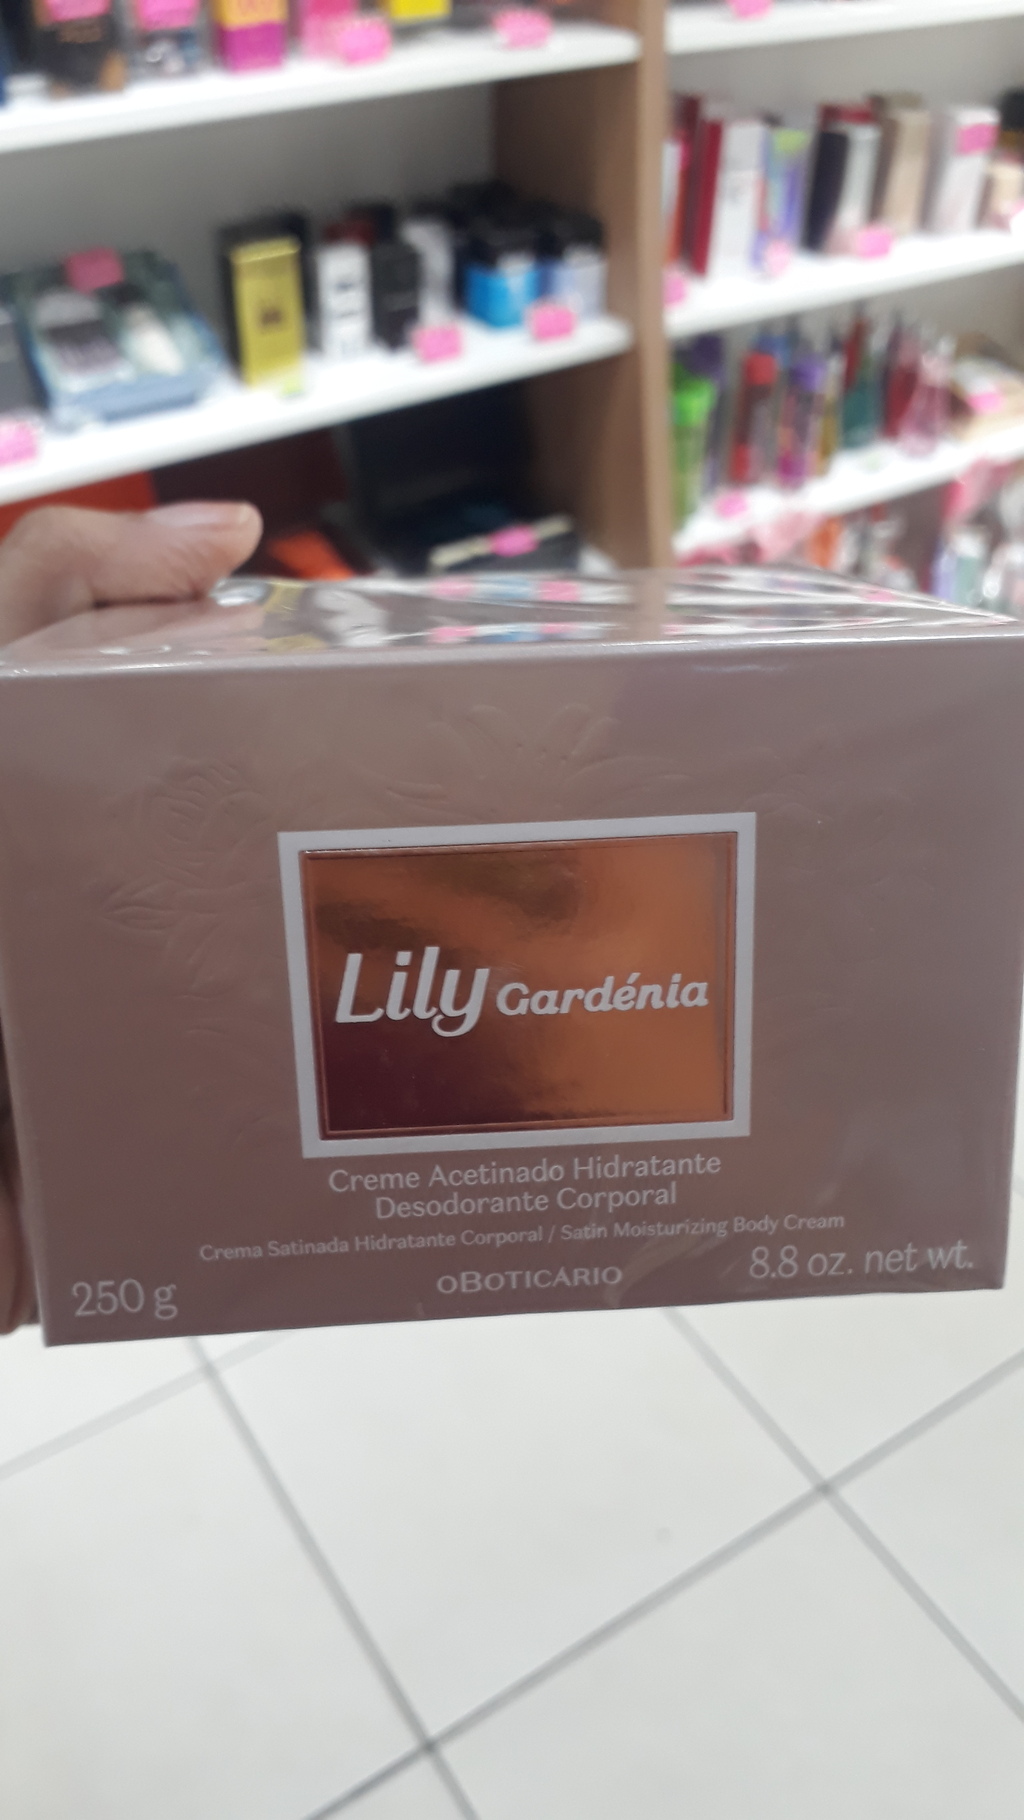 Lily Gardénia
Creme Acetinado Hidratante
Desodorante Corporal
Crema Satinada Hidratante Corporal / Satin Moisturizing Body Cream
250 g
oBOTICÁRIO
8.8 oz. net wt.